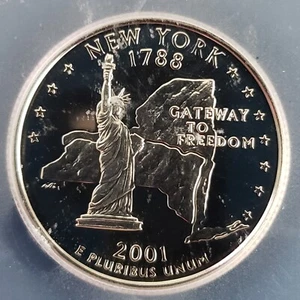 NEW YORK
1788
GATEWAY
TO
FREEDOM
2001
E PLURIBUS UNUM